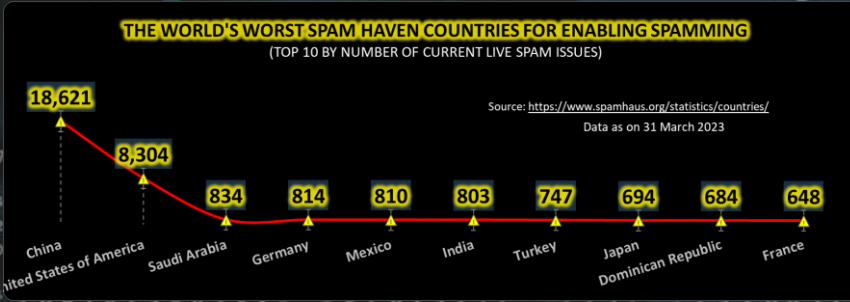 THE WORLD'S WORST SPAM HAVEN COUNTRIES FOR ENABLING SPAMMING
(TOP 10 BY NUMBER OF CURRENT LIVE SPAM ISSUES)
Source: https://www.spamhaus.org/statistics/countries/
Data as on 31 March 2023
18,621
8,304
834
814
810
803
747
694
684
648
China
nited States of America
Saudi Arabia
Germany
Mexico
India
Turkey
Japan
Dominican Republic
France